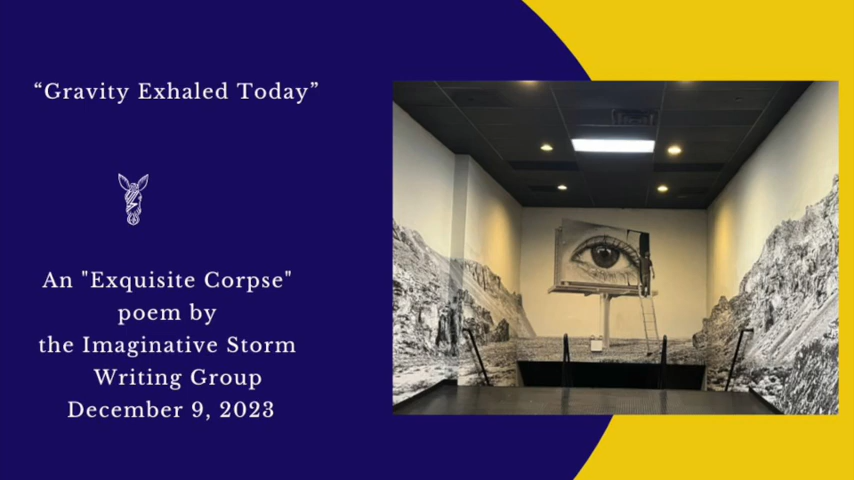 “Gravity Exhaled Today”
An "Exquisite Corpse"
poem by
the Imaginative Storm
Writing Group
December 9, 2023